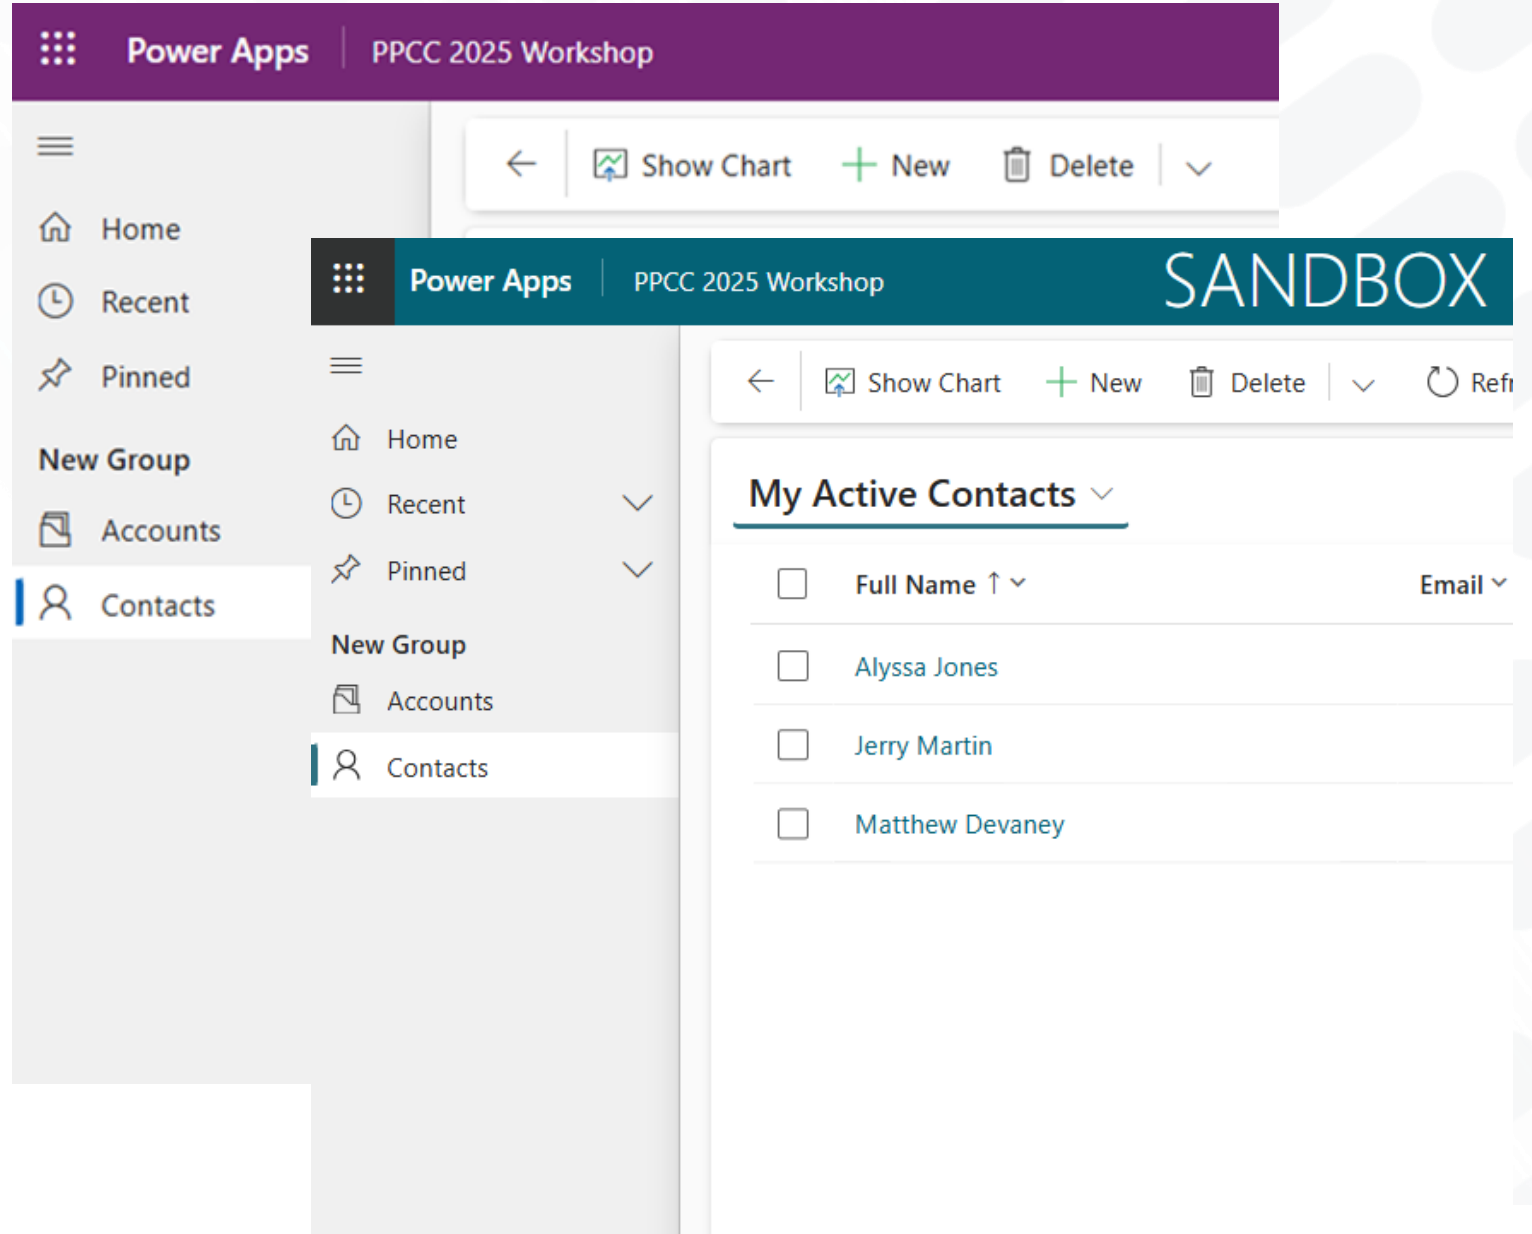 Power Apps PPCC 2025 Workshop
Show Chart New Delete
Home
Recent
Pinned
New Group
Accounts
Contacts
Power Apps PPCC 2025 Workshop SANDBOX
Show Chart New Delete Refr
Home
Recent
Pinned
New Group
Accounts
Contacts
My Active Contacts
Full Name Email
Alyssa Jones
Jerry Martin
Matthew Devaney